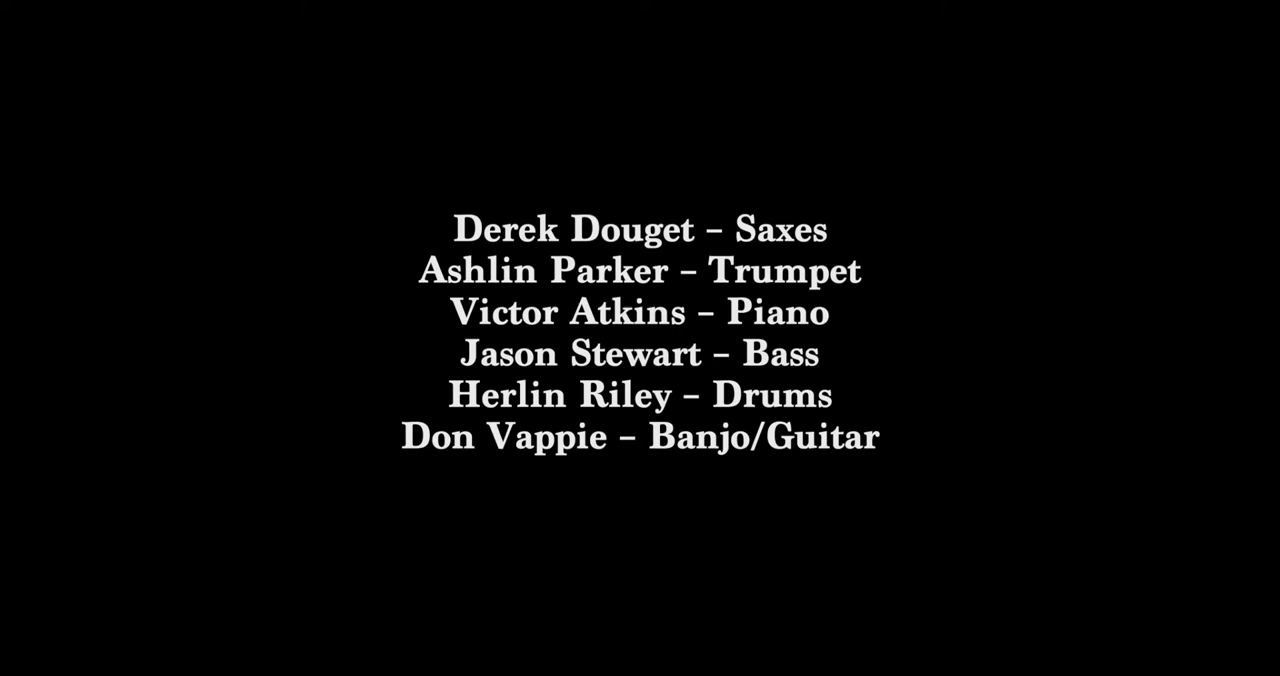 Derek Douget – Saxes
Ashlin Parker – Trumpet
Victor Atkins – Piano
Jason Stewart – Bass
Herlin Riley – Drums
Don Vappie – Banjo/Guitar